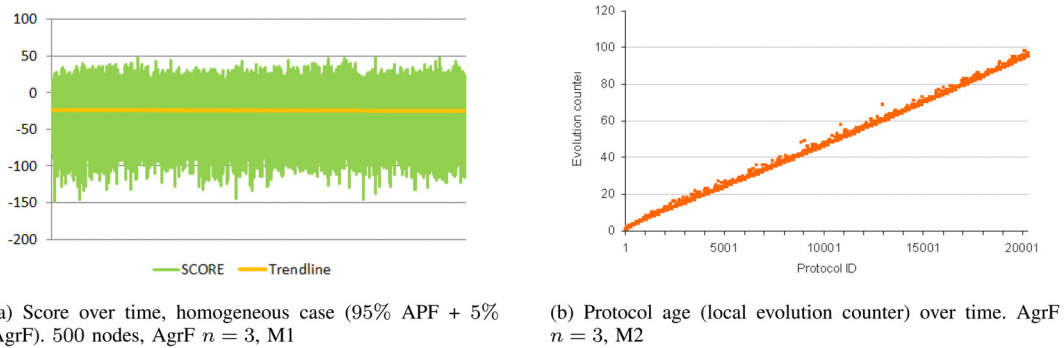 100
50
0
-50
-100
-150
-200
SCORE Trendline
a) Score over time, homogeneous case (95% APF + 5%
AgrF). 500 nodes, AgrF n = 3, M1
120
100
80
60
40
20
0
Evolution counter
1 5001 10001 15001 20001
Protocol ID
(b) Protocol age (local evolution counter) over time. AgrF
n = 3, M2